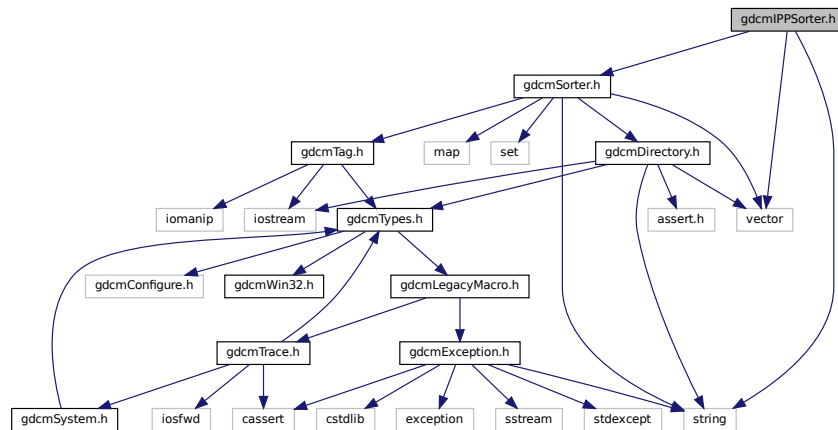 gdcmIPPSorter.h
gdcmSorter.h
gdcmTag.h
map
set
gdcmDirectory.h
iomanip
iostream
gdcmTypes.h
assert.h
vector
gdcmConfigure.h
gdcmWin32.h
gdcmLegacyMacro.h
gdcmTrace.h
gdcmException.h
gdcmSystem.h
iosfwd
cassert
cstdlib
exception
sstream
stdexcept
string